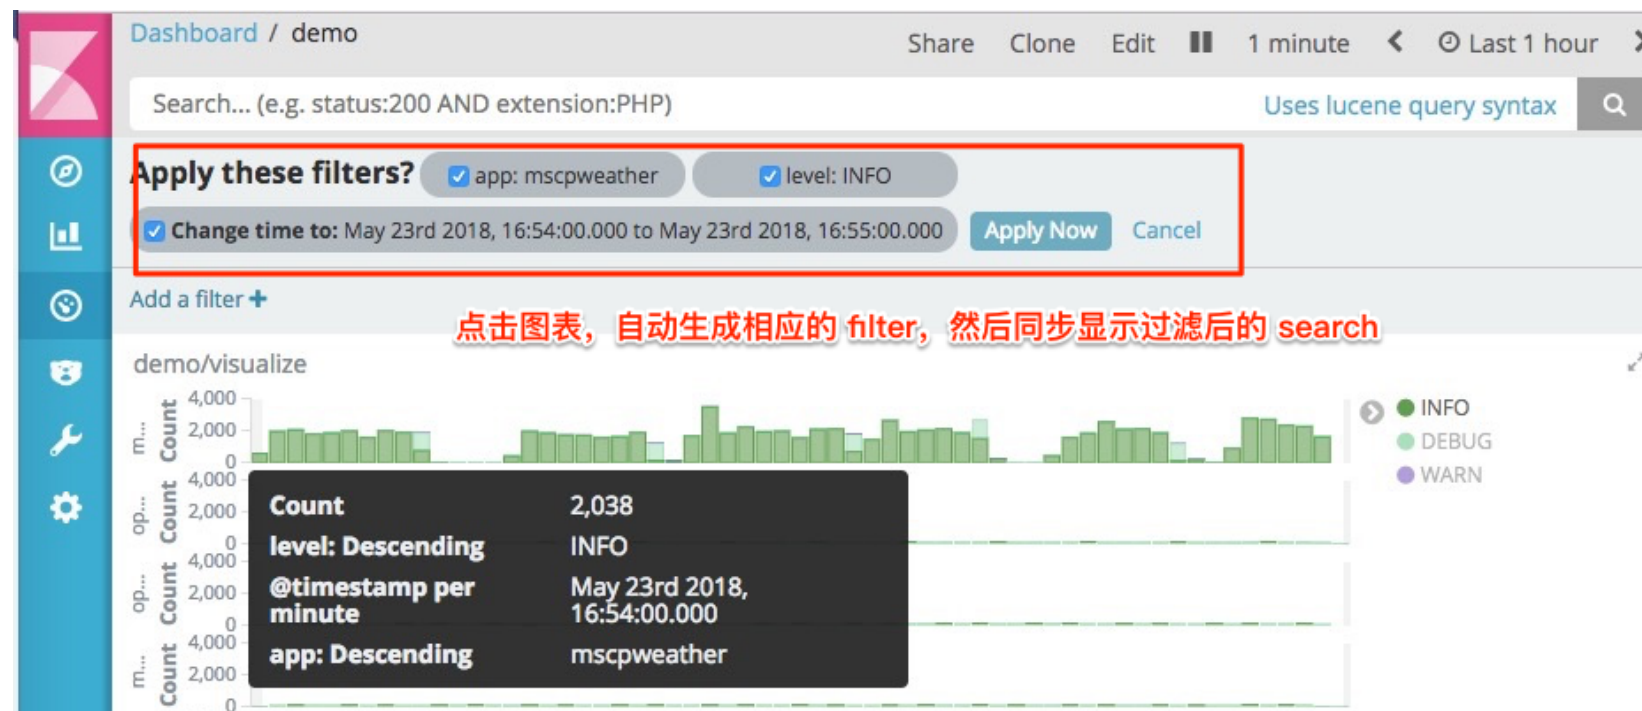 Dashboard / demo
Share Clone Edit 1 minute Last 1 hour
Search... (e.g. status:200 AND extension:PHP) Uses lucene query syntax
Apply these filters? app: mscpweather level: INFO
Change time to: May 23rd 2018, 16:54:00.000 to May 23rd 2018, 16:55:00.000 Apply Now Cancel
Add a filter +
点击图表，自动生成相应的 filter，然后同步显示过滤后的 search
demo/visualize
m...
Count
4,000
2,000
0
INFO
DEBUG
WARN
op...
Count
4,000
2,000
0
op...
Count
4,000
2,000
0
m...
Count
4,000
2,000
0
Count 2,038
level: Descending INFO
@timestamp per May 23rd 2018,
minute 16:54:00.000
app: Descending mscpweather